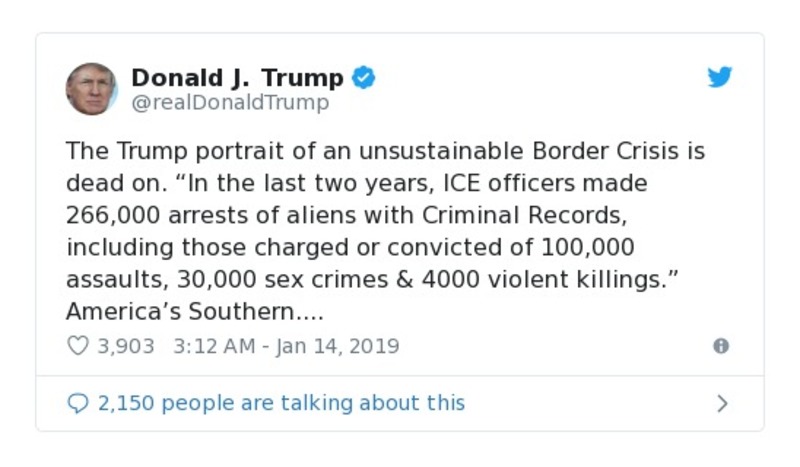 Donald J. Trump
@realDonaldTrump
The Trump portrait of an unsustainable Border Crisis is
dead on. “In the last two years, ICE officers made
266,000 arrests of aliens with Criminal Records,
including those charged or convicted of 100,000
assaults, 30,000 sex crimes & 4000 violent killings.”
America’s Southern....
3,903 3:12 AM - Jan 14, 2019
2,150 people are talking about this